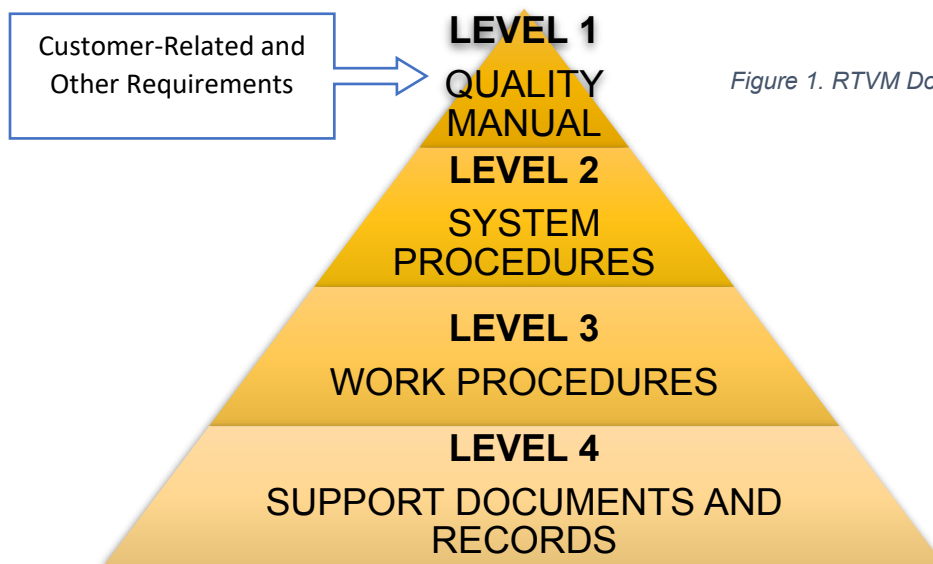 Customer-Related and
Other Requirements
LEVEL 1
QUALITY
MANUAL
Figure 1. RTVM Do
LEVEL 2
SYSTEM
PROCEDURES
LEVEL 3
WORK PROCEDURES
LEVEL 4
SUPPORT DOCUMENTS AND
RECORDS